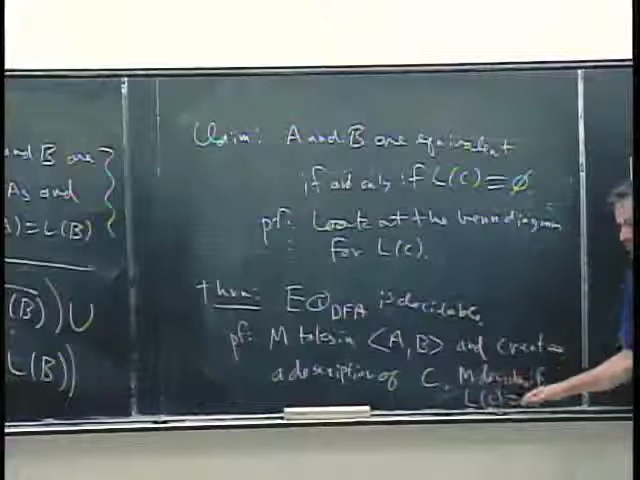 and B are
As and
)=L(B)
(B))∪
L(B))
Claim: A and B are equivalent
if and only if L(C)=∅
pf: Look at the venn diagram
for L(C).
thm: EQ_DFA is decidable.
pf: M takes in <A,B> and creates
a description of C. M decides if
L(C)=